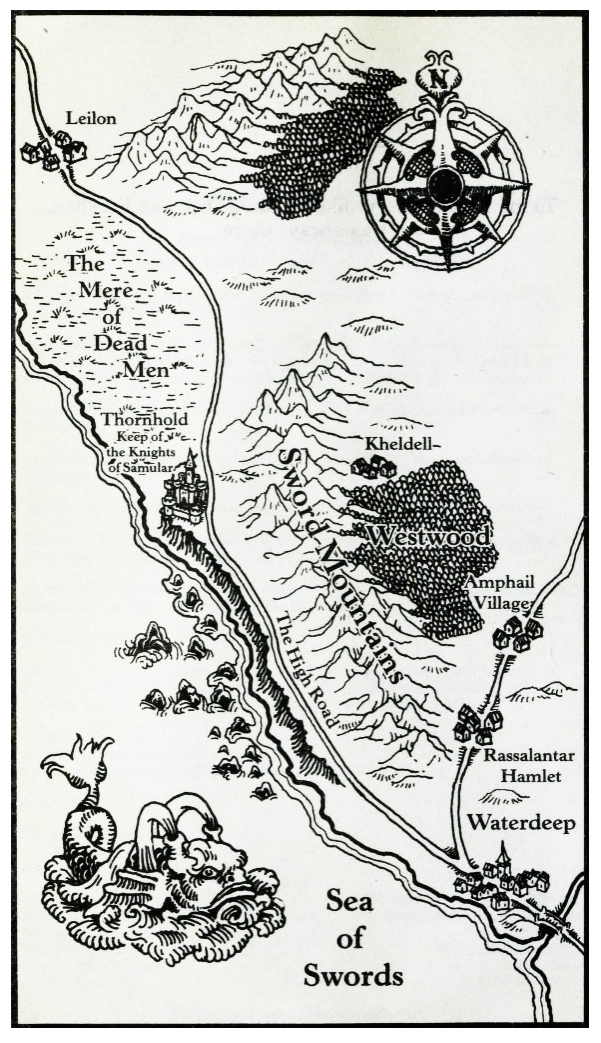 N
Leilon
The
Mere
of
Dead
Men
Thornhold
Keep of
the Knights
of Samular
Kheldell
Sword Mountains
Westwood
Amphail
Village
The High Road
Rassalantar
Hamlet
Waterdeep
Sea
of
Swords